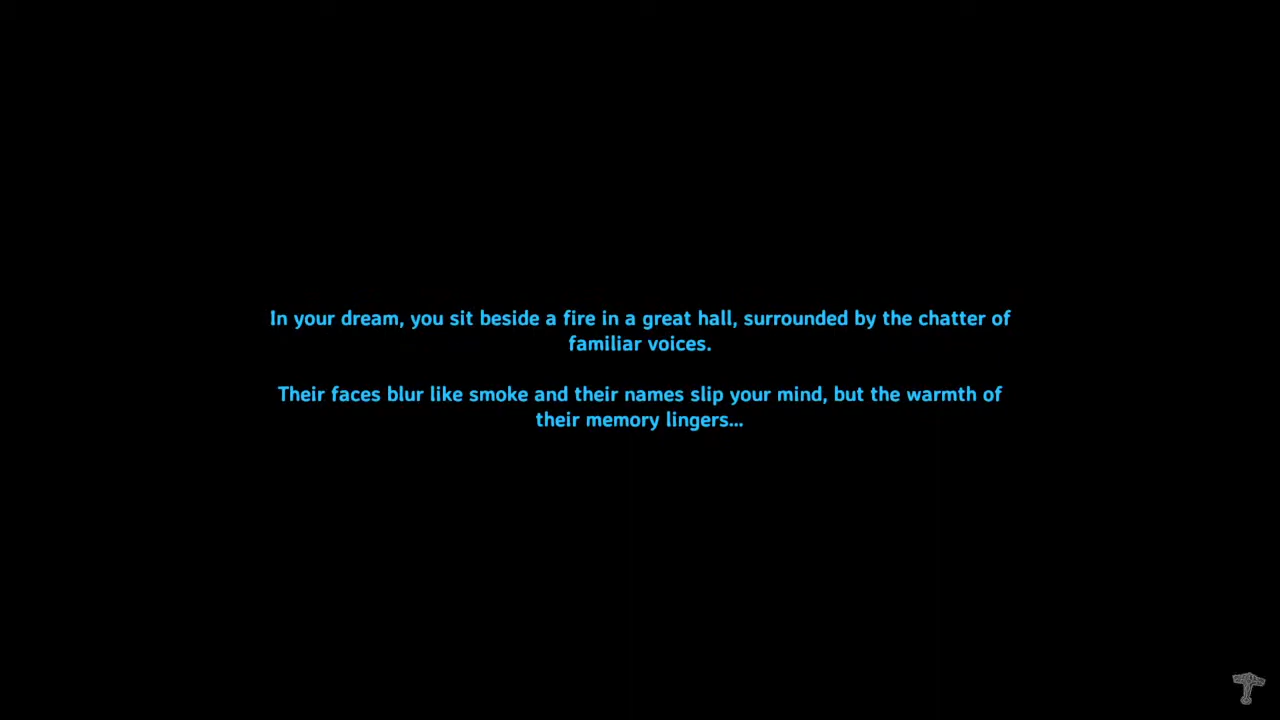 In your dream, you sit beside a fire in a great hall, surrounded by the chatter of
familiar voices.
Their faces blur like smoke and their names slip your mind, but the warmth of
their memory lingers...